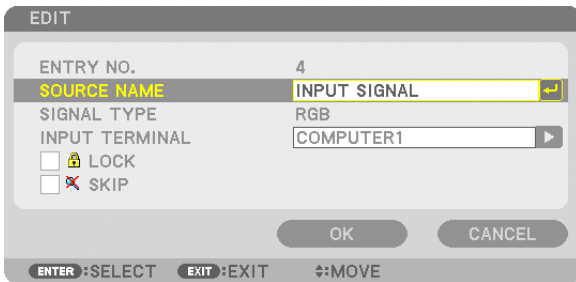 EDIT
ENTRY NO. 4
SOURCE NAME INPUT SIGNAL
SIGNAL TYPE RGB
INPUT TERMINAL COMPUTER1
LOCK
SKIP
OK CANCEL
ENTER:SELECT EXIT:EXIT :MOVE